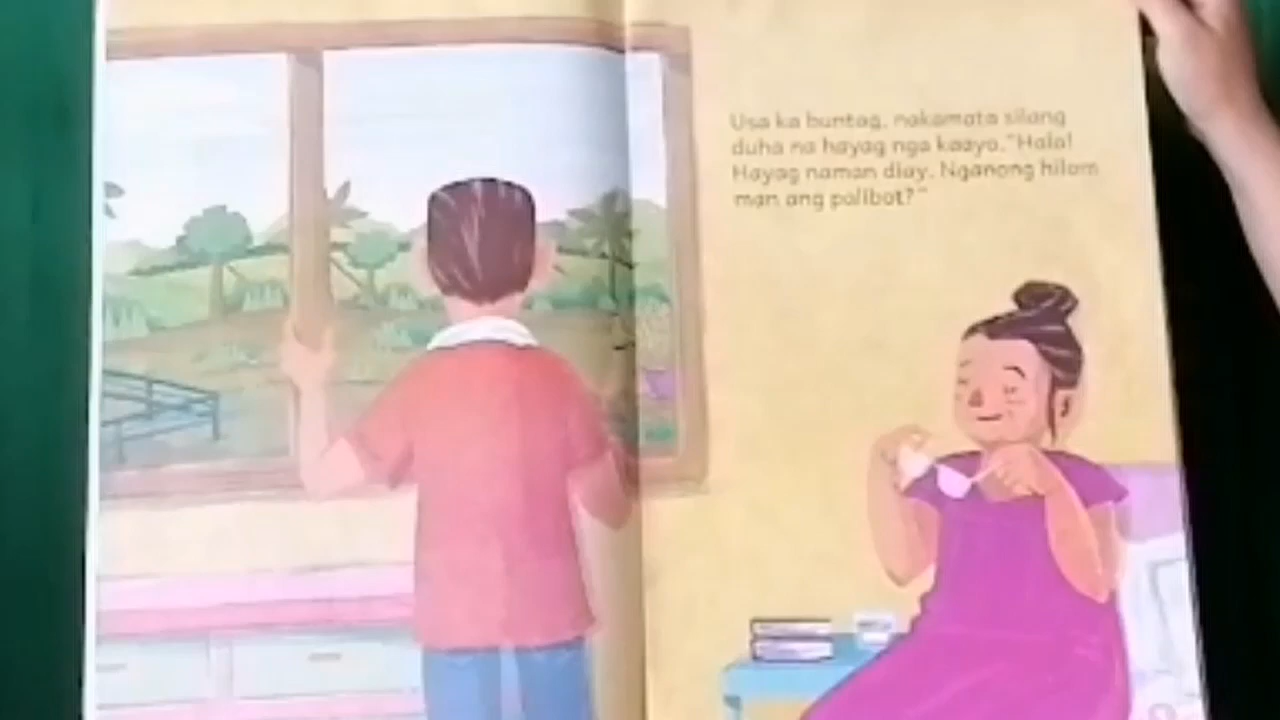 Usa ka buntag, nakamata silang
duha na hayag nga kaayo. "Hala!
Hayag naman diay. Nganong hilom
man ang palibot?"